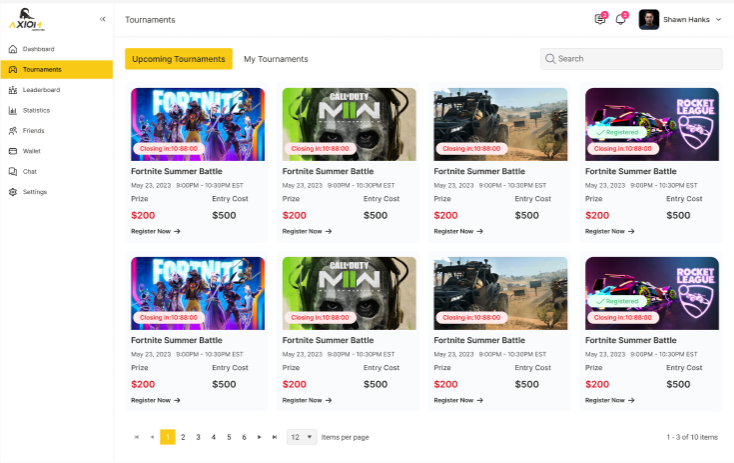 AXIOM
Tournaments
3
2
Shawn Hanks
Dashboard
Tournaments
Leaderboard
Statistics
Friends
Wallet
Chat
Settings
Upcoming Tournaments
My Tournaments
Search
FORTNITE
CALL OF DUTY
MW II
ROCKET
LEAGUE
Registered
Closing in:10:88:00
Closing in:10:88:00
Closing in:10:88:00
Closing in:10:88:00
Fortnite Summer Battle
Fortnite Summer Battle
Fortnite Summer Battle
Fortnite Summer Battle
May 23, 2023 9:00PM - 10:30PM EST
May 23, 2023 9:00PM - 10:30PM EST
May 23, 2023 9:00PM - 10:30PM EST
May 23, 2023 9:00PM - 10:30PM EST
Prize Entry Cost
Prize Entry Cost
Prize Entry Cost
Prize Entry Cost
$200 $500
$200 $500
$200 $500
$200 $500
Register Now →
Register Now →
Register Now →
Register Now →
FORTNITE
CALL OF DUTY
MW II
ROCKET
LEAGUE
Registered
Closing in:10:88:00
Closing in:10:88:00
Closing in:10:88:00
Closing in:10:88:00
Fortnite Summer Battle
Fortnite Summer Battle
Fortnite Summer Battle
Fortnite Summer Battle
May 23, 2023 9:00PM - 10:30PM EST
May 23, 2023 9:00PM - 10:30PM EST
May 23, 2023 9:00PM - 10:30PM EST
May 23, 2023 9:00PM - 10:30PM EST
Prize Entry Cost
Prize Entry Cost
Prize Entry Cost
Prize Entry Cost
$200 $500
$200 $500
$200 $500
$200 $500
Register Now →
Register Now →
Register Now →
Register Now →
1 2 3 4 5 6 12 Items per page
1 - 3 of 10 items